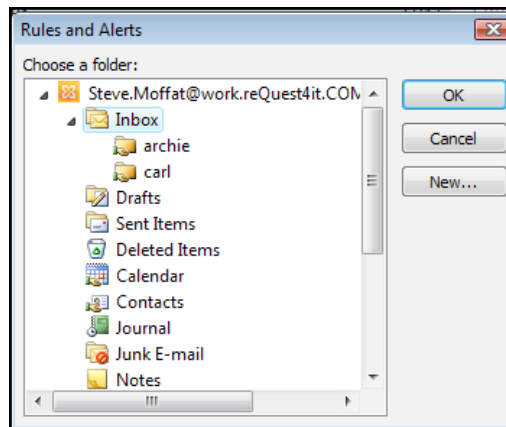 Rules and Alerts
Choose a folder:
Steve.Moffat@work.reQuest4it.COM
Inbox
archie
carl
Drafts
Sent Items
Deleted Items
Calendar
Contacts
Journal
Junk E-mail
Notes
OK
Cancel
New...